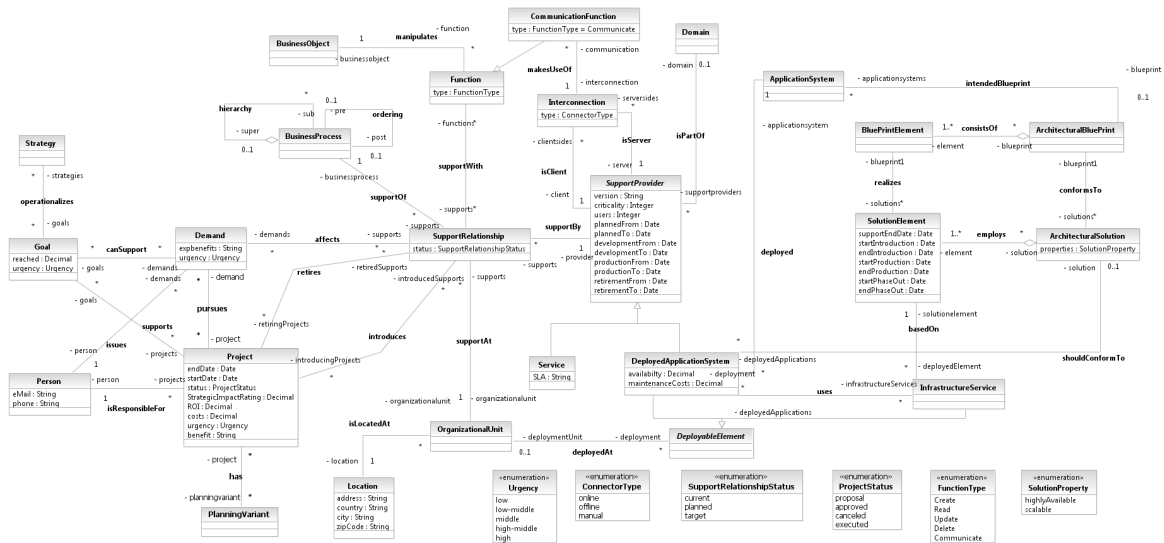 CommunicationFunction
type : FunctionType = Communicate
- function
1
manipulates
*
BusinessObject
- businessobject
Function
type : FunctionType
*
- communication
makesUseOf
- interconnection
1
Domain
- domain
0..1
Interconnection
type : ConnectorType
- serversides
*
- clientsides
*
isServer
- server
1
isClient
- client
1
isPartOf
- supportproviders
*
ApplicationSystem
- applicationsystems
*
1
- applicationsystem
intendedBlueprint
- blueprint
0..1
BluePrintElement
1..*
consistsOf
*
- element
- blueprint
ArchitecturalBluePrint
- blueprint1
realizes
- solutions*
- blueprint1
conformsTo
- solutions*
hierarchy
*
- sub
0..1
- pre
ordering
- super
0..1
BusinessProcess
- post
0..1
1
- businessprocess
supportOf
- supports
*
- functions*
supportWith
- supports*
Strategy
* - strategies
operationalizes
* - goals
Goal
reached : Decimal
urgency : Urgency
* canSupport *
- goals
- demands
Demand
expbenefits : String
urgency : Urgency
- demands
*
affects
- supports
*
SupportRelationship
status : SupportRelationshipStatus
supportBy
*
1
- supports
- provider
SupportProvider
version : String
criticality : Integer
users : Integer
plannedFrom : Date
plannedTo : Date
developmentFrom : Date
developmentTo : Date
productionFrom : Date
productionTo : Date
retirementFrom : Date
retirementTo : Date
SolutionElement
supportEndDate : Date
startIntroduction : Date
endIntroduction : Date
startProduction : Date
endProduction : Date
startPhaseOut : Date
endPhaseOut : Date
1..*
employs
*
- element
- solution
ArchitecturalSolution
properties : SolutionProperty
- solution
0..1
deployed
retires
- retiredSupports
*
- retiringProjects
*
- introducedSupports
*
introduces
- introducingProjects
*
- supports
*
supportAt
1
- organizationalunit
- demands
*
issues
1
- person
* - demand
pursues
* - project
* - goals
supports
* - projects
Project
endDate : Date
startDate : Date
status : ProjectStatus
StrategicImpactRating : Decimal
ROI : Decimal
costs : Decimal
urgency : Urgency
benefit : String
Person
eMail : String
phone : String
- person
- projects
1
*
isResponsibleFor
Service
SLA : String
DeployedApplicationSystem
availabilty : Decimal
maintenanceCosts : Decimal
*
- deployedApplications
- deployment
*
shouldConformTo
1
- solutionelement
basedOn
*
- deployedElement
uses
- infrastructureServices
*
InfrastructureService
- deployedApplications
*
- organizationalunit
isLocatedAt
*
- location
1
OrganizationalUnit
- deploymentUnit
- deployment
0..1
deployedAt
*
DeployableElement
- project *
has
- planningvariant *
PlanningVariant
Location
address : String
country : String
city : String
zipCode : String
«enumeration»
Urgency
low
low-middle
middle
high-middle
high
«enumeration»
ConnectorType
online
offline
manual
«enumeration»
SupportRelationshipStatus
current
planned
target
«enumeration»
ProjectStatus
proposal
approved
canceled
executed
«enumeration»
FunctionType
Create
Read
Update
Delete
Communicate
«enumeration»
SolutionProperty
highlyAvailable
scalable